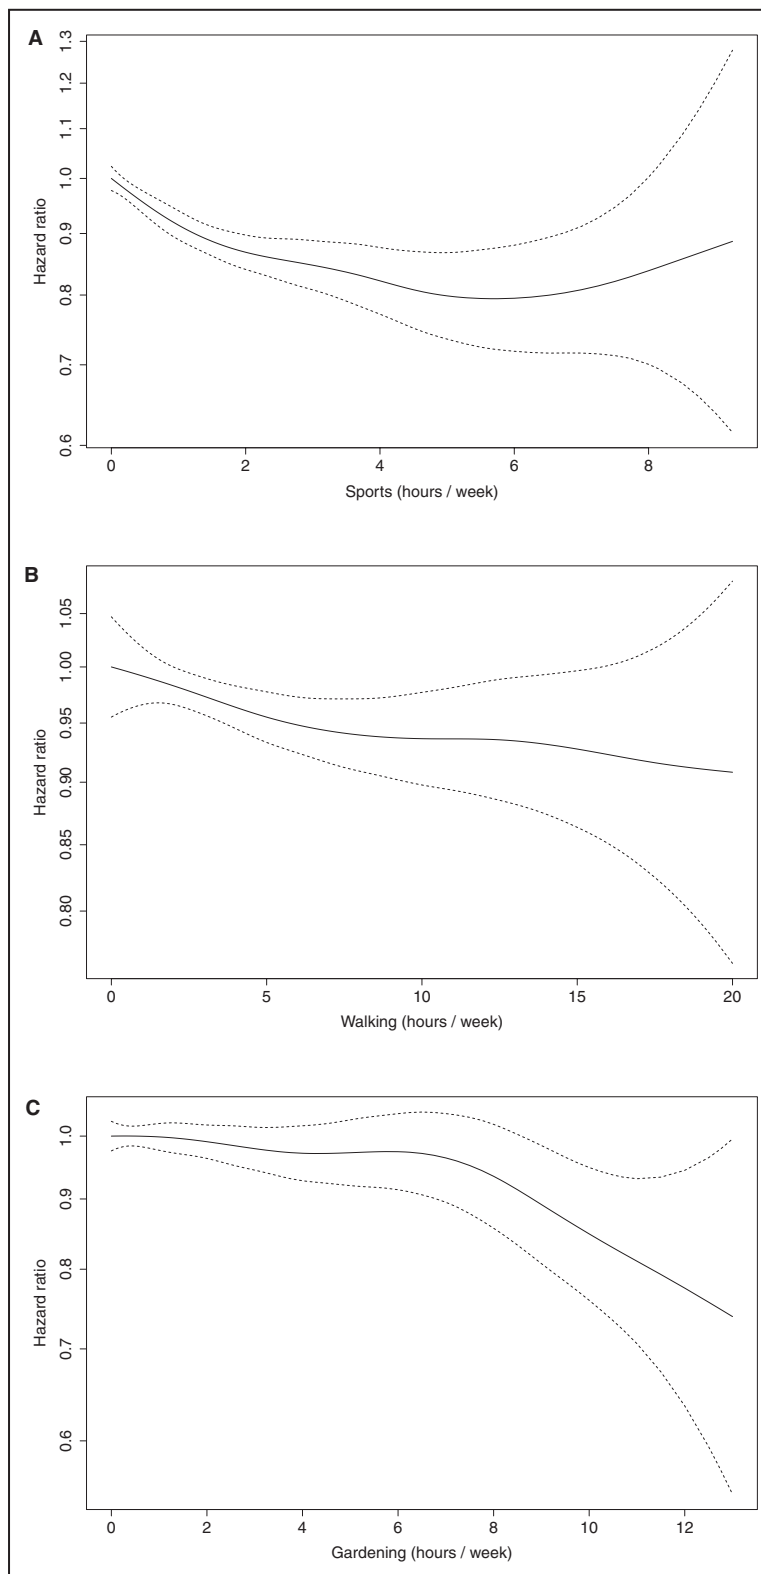 A
Hazard ratio
1.3
1.2
1.1
1.0
0.9
0.8
0.7
0.6
0 2 4 6 8
Sports (hours / week)
B
Hazard ratio
1.05
1.00
0.95
0.90
0.85
0.80
0 5 10 15 20
Walking (hours / week)
C
Hazard ratio
1.0
0.9
0.8
0.7
0.6
0 2 4 6 8 10 12
Gardening (hours / week)